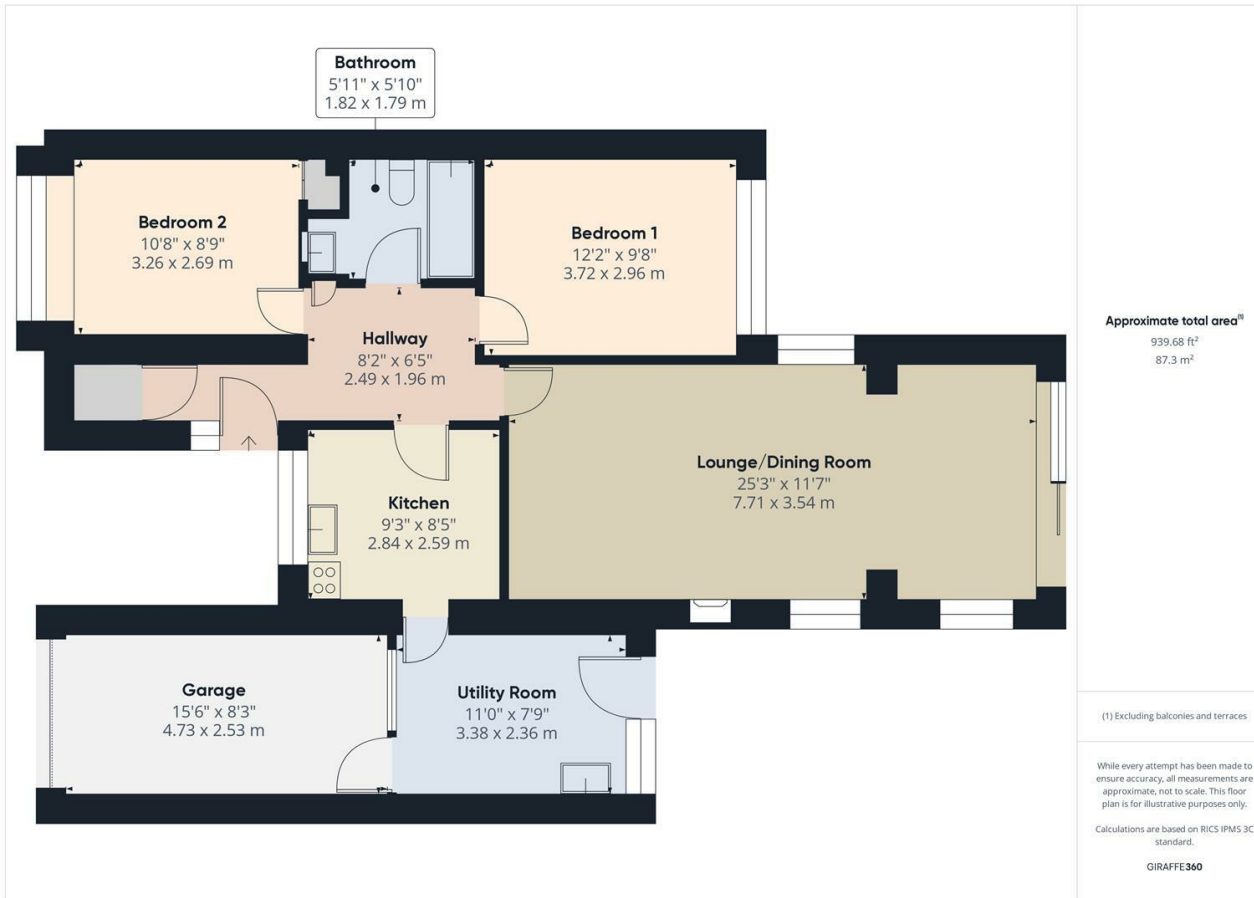 Bathroom
5'11" x 5'10"
1.82 x 1.79 m
Bedroom 2
10'8" x 8'9"
3.26 x 2.69 m
Bedroom 1
12'2" x 9'8"
3.72 x 2.96 m
Hallway
8'2" x 6'5"
2.49 x 1.96 m
Lounge/Dining Room
25'3" x 11'7"
7.71 x 3.54 m
Kitchen
9'3" x 8'5"
2.84 x 2.59 m
Garage
15'6" x 8'3"
4.73 x 2.53 m
Utility Room
11'0" x 7'9"
3.38 x 2.36 m
Approximate total area⁽¹⁾
939.68 ft²
87.3 m²
(1) Excluding balconies and terraces
While every attempt has been made to
ensure accuracy, all measurements are
approximate, not to scale. This floor
plan is for illustrative purposes only.
Calculations are based on RICS IPMS 3C
standard.
GIRAFFE360